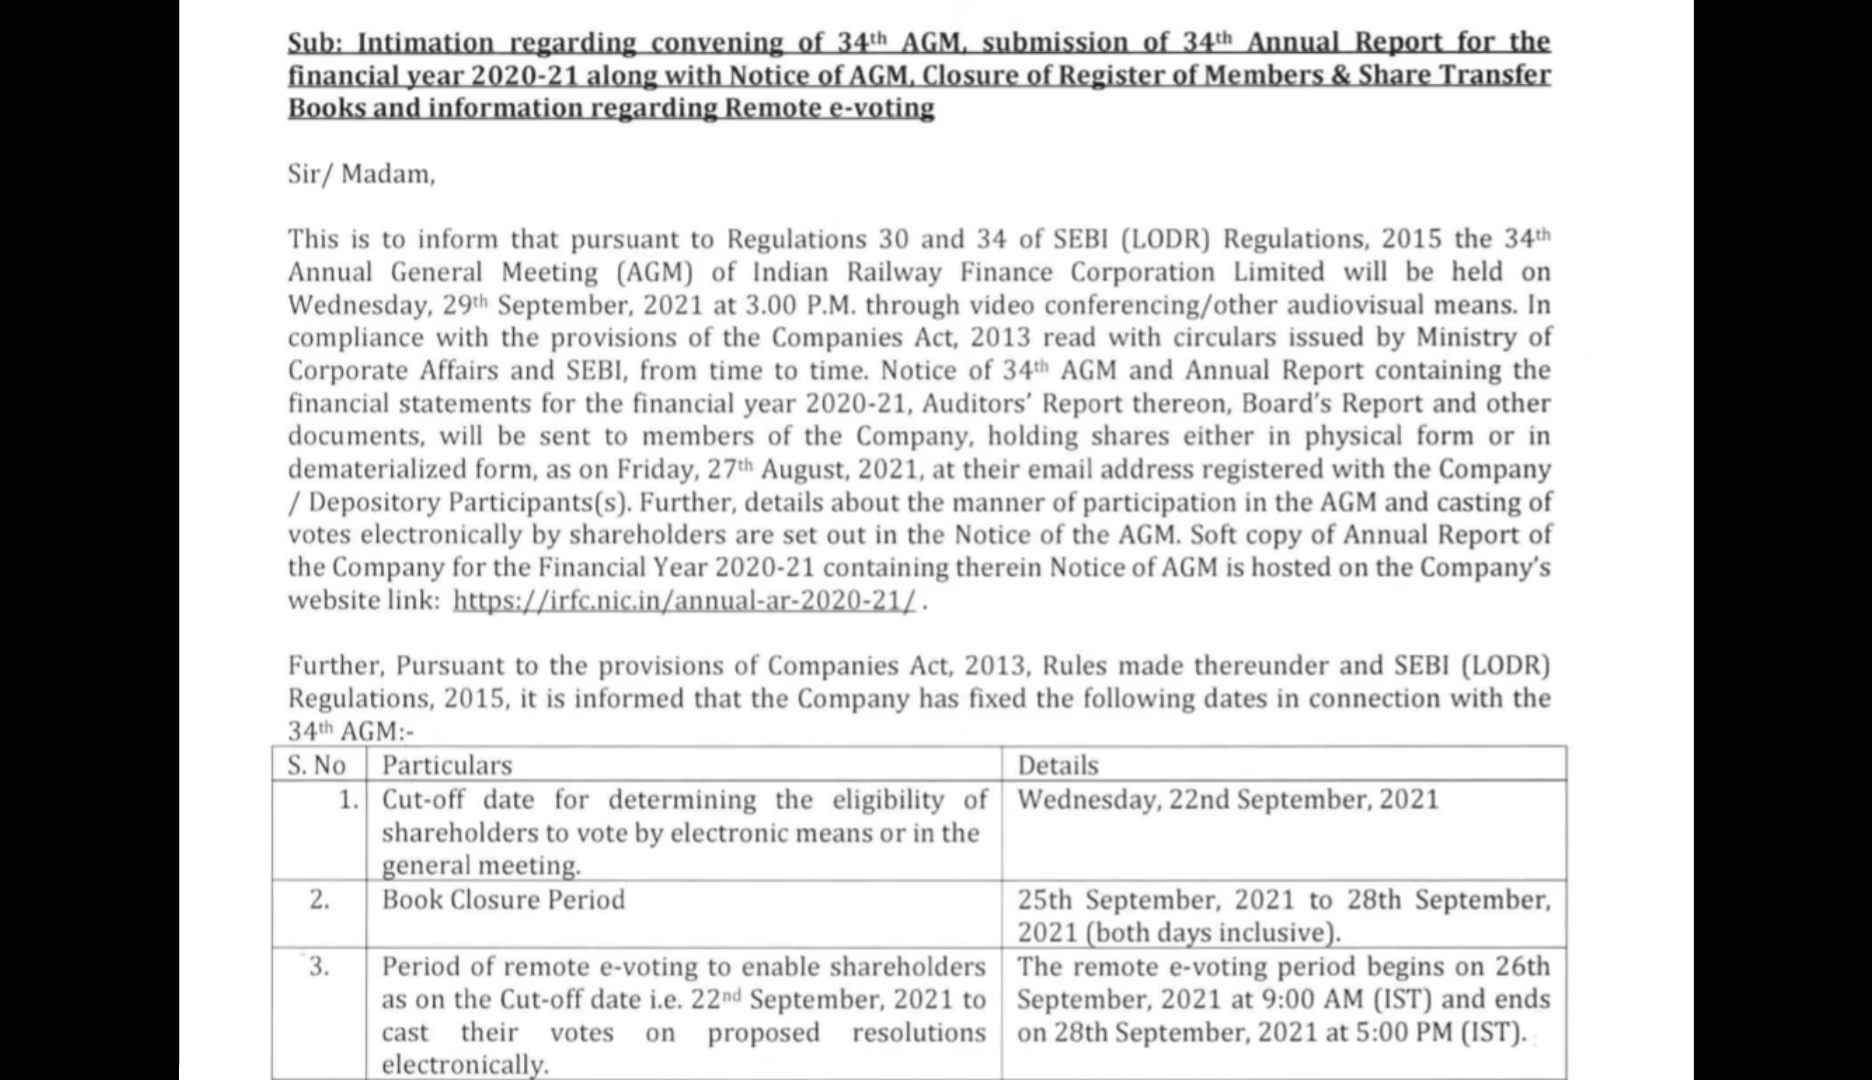 Sub: Intimation regarding convening of 34th AGM, submission of 34th Annual Report for the
financial year 2020-21 along with Notice of AGM, Closure of Register of Members & Share Transfer
Books and information regarding Remote e-voting
Sir/ Madam,
This is to inform that pursuant to Regulations 30 and 34 of SEBI (LODR) Regulations, 2015 the 34th
Annual General Meeting (AGM) of Indian Railway Finance Corporation Limited will be held on
Wednesday, 29th September, 2021 at 3.00 P.M. through video conferencing/other audiovisual means. In
compliance with the provisions of the Companies Act, 2013 read with circulars issued by Ministry of
Corporate Affairs and SEBI, from time to time. Notice of 34th AGM and Annual Report containing the
financial statements for the financial year 2020-21, Auditors' Report thereon, Board's Report and other
documents, will be sent to members of the Company, holding shares either in physical form or in
dematerialized form, as on Friday, 27th August, 2021, at their email address registered with the Company
/ Depository Participants(s). Further, details about the manner of participation in the AGM and casting of
votes electronically by shareholders are set out in the Notice of the AGM. Soft copy of Annual Report of
the Company for the Financial Year 2020-21 containing therein Notice of AGM is hosted on the Company's
website link: https://irfc.nic.in/annual-ar-2020-21/ .
Further, Pursuant to the provisions of Companies Act, 2013, Rules made thereunder and SEBI (LODR)
Regulations, 2015, it is informed that the Company has fixed the following dates in connection with the
34th AGM:-
S. No Particulars Details
1. Cut-off date for determining the eligibility of Wednesday, 22nd September, 2021
shareholders to vote by electronic means or in the
general meeting.
2. Book Closure Period 25th September, 2021 to 28th September,
2021 (both days inclusive).
3. Period of remote e-voting to enable shareholders The remote e-voting period begins on 26th
as on the Cut-off date i.e. 22nd September, 2021 to September, 2021 at 9:00 AM (IST) and ends
cast their votes on proposed resolutions on 28th September, 2021 at 5:00 PM (IST).
electronically.